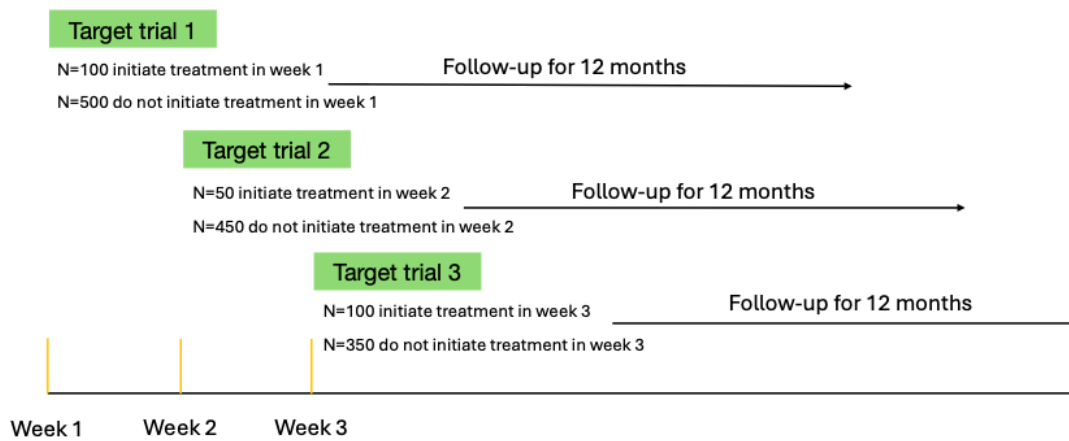 Target trial 1
N=100 initiate treatment in week 1
Follow-up for 12 months
N=500 do not initiate treatment in week 1
Target trial 2
N=50 initiate treatment in week 2
Follow-up for 12 months
N=450 do not initiate treatment in week 2
Target trial 3
N=100 initiate treatment in week 3
Follow-up for 12 months
N=350 do not initiate treatment in week 3
Week 1
Week 2
Week 3